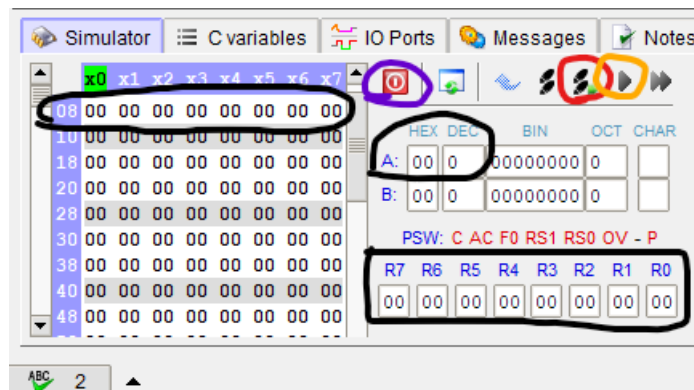 Simulator C variables IO Ports Messages Notes
x0 x1 x2 x3 x4 x5 x6 x7
08 00 00 00 00 00 00 00 00
10 00 00 00 00 00 00 00 00
18 00 00 00 00 00 00 00 00
20 00 00 00 00 00 00 00 00
28 00 00 00 00 00 00 00 00
30 00 00 00 00 00 00 00 00
38 00 00 00 00 00 00 00 00
40 00 00 00 00 00 00 00 00
48 00 00 00 00 00 00 00 00
HEX DEC BIN OCT CHAR
A: 00 0 00000000 0
B: 00 0 00000000 0
PSW: C AC F0 RS1 RS0 OV - P
R7 R6 R5 R4 R3 R2 R1 R0
00 00 00 00 00 00 00 00
ABC 2